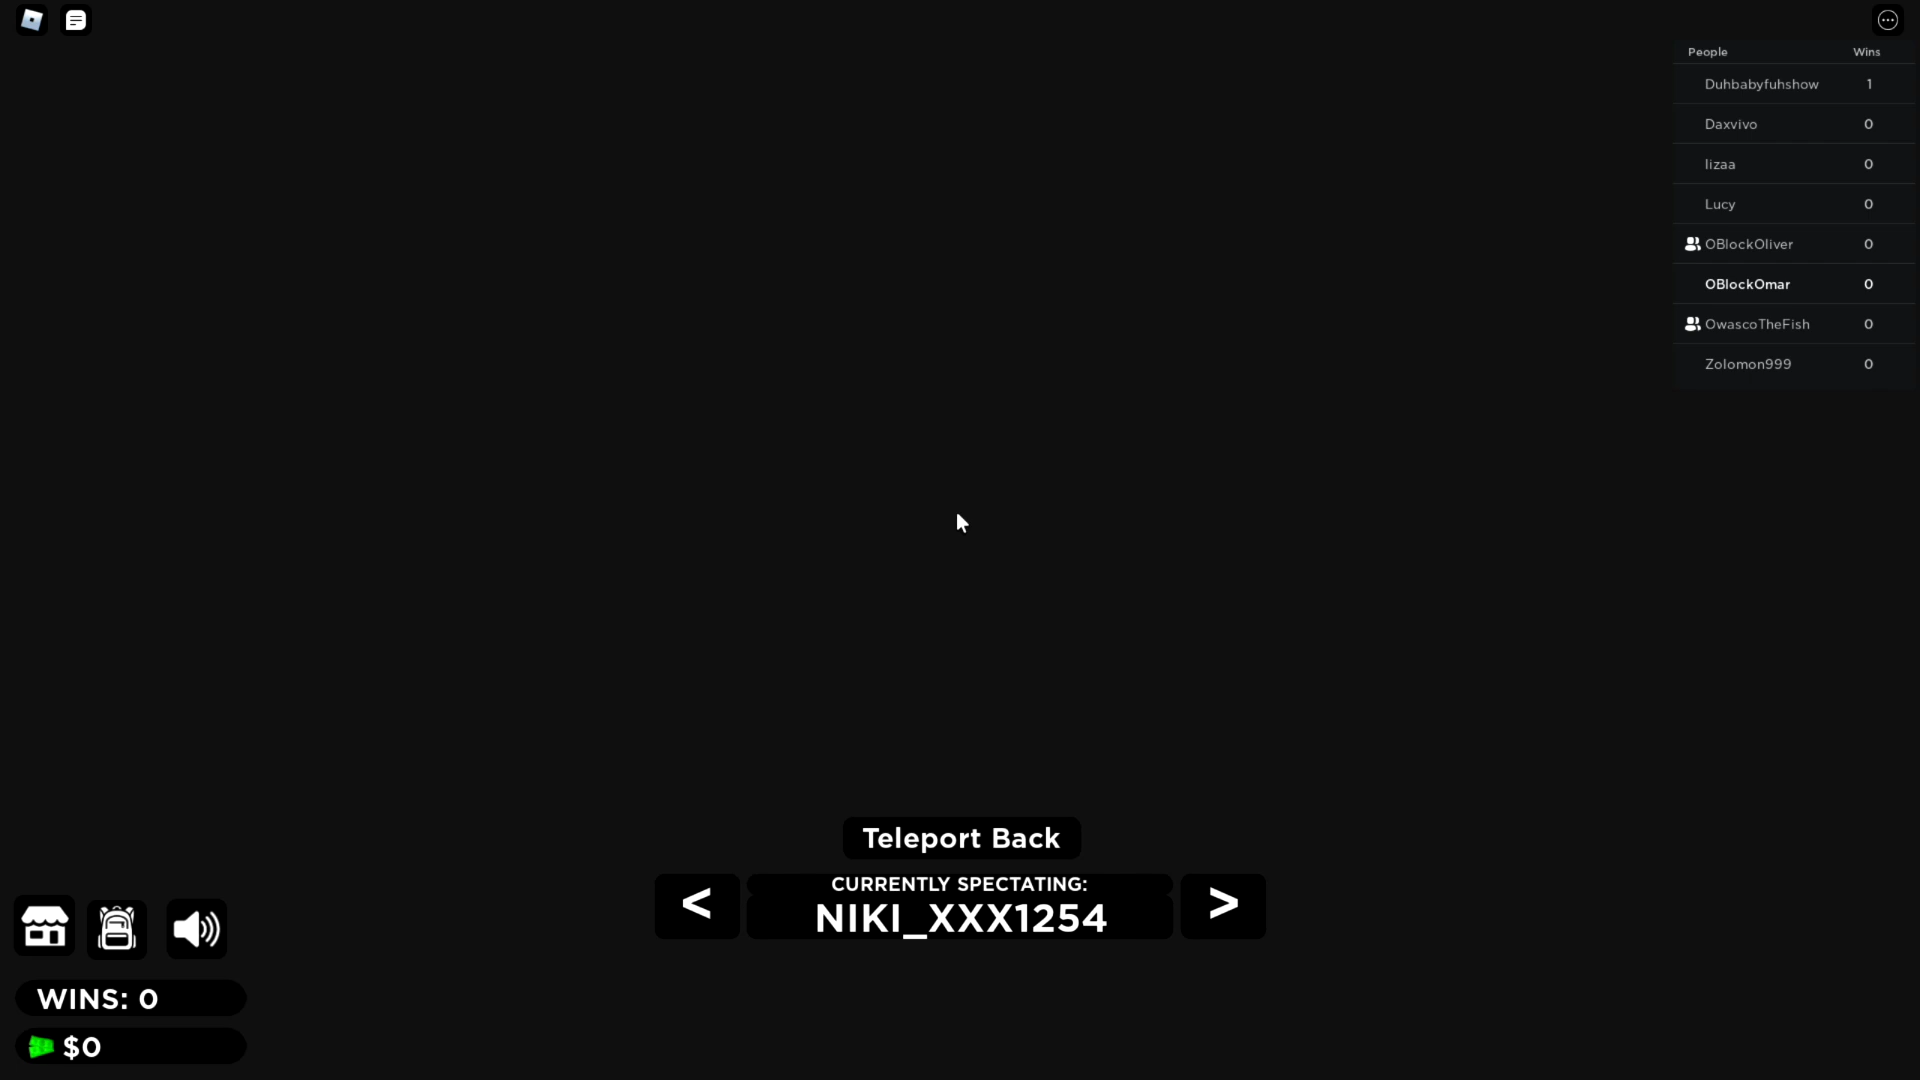 People Wins
Duhbabyfuhshow 1
Daxvivo 0
lizaa 0
Lucy 0
OBlockOliver 0
OBlockOmar 0
OwascoTheFish 0
Zolomon999 0
Teleport Back
< CURRENTLY SPECTATING: >
NIKI_XXX1254
WINS: 0
$0